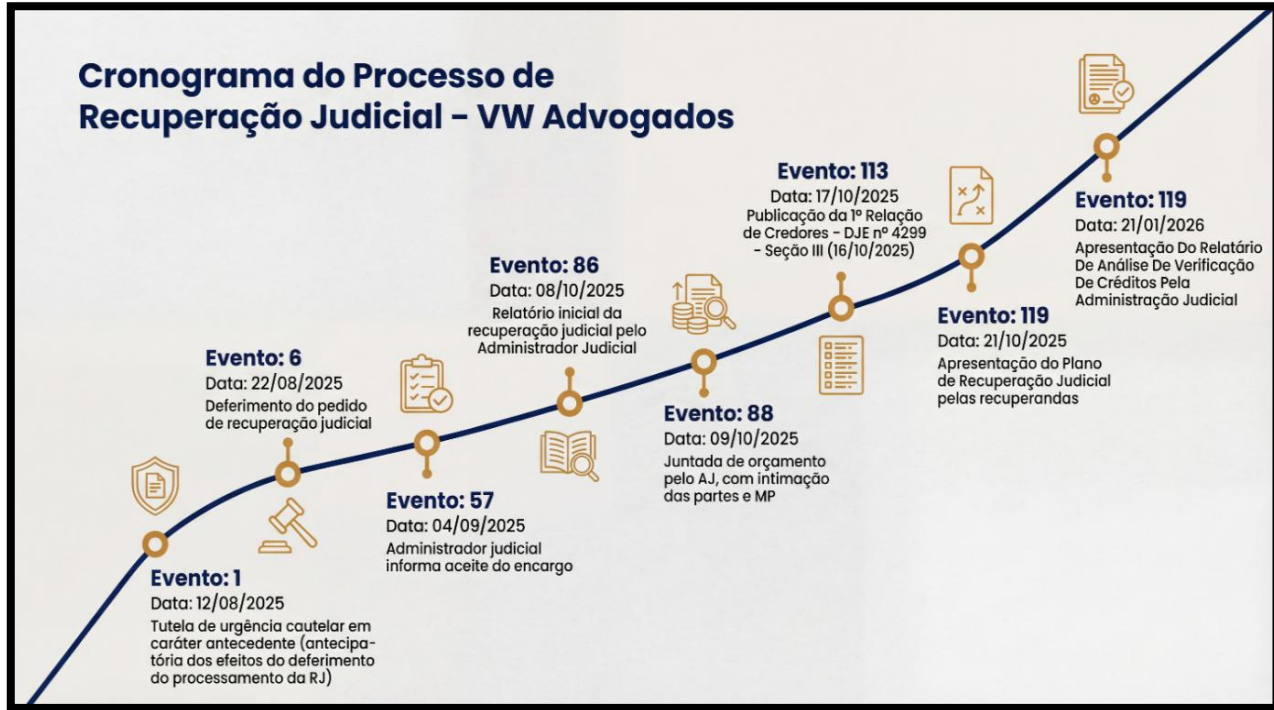 Cronograma do Processo de
Recuperação Judicial - VW Advogados
Evento: 1
Data: 12/08/2025
Tutela de urgência cautelar em
caráter antecedente (antecipa-
tória dos efeitos do deferimento
do processamento da RJ)
Evento: 6
Data: 22/08/2025
Deferimento do pedido
de recuperação judicial
Evento: 57
Data: 04/09/2025
Administrador judicial
informa aceite do encargo
Evento: 86
Data: 08/10/2025
Relatório inicial da
recuperação judicial pelo
Administrador Judicial
Evento: 88
Data: 09/10/2025
Juntada de orçamento
pelo AJ, com intimação
das partes e MP
Evento: 113
Data: 17/10/2025
Publicação da 1º Relação
de Credores - DJE nº 4299
- Seção III (16/10/2025)
Evento: 119
Data: 21/10/2025
Apresentação do Plano
de Recuperação Judicial
pelas recuperandas
Evento: 119
Data: 21/01/2026
Apresentação Do Relatório
De Análise De Verificação
De Créditos Pela
Administração Judicial